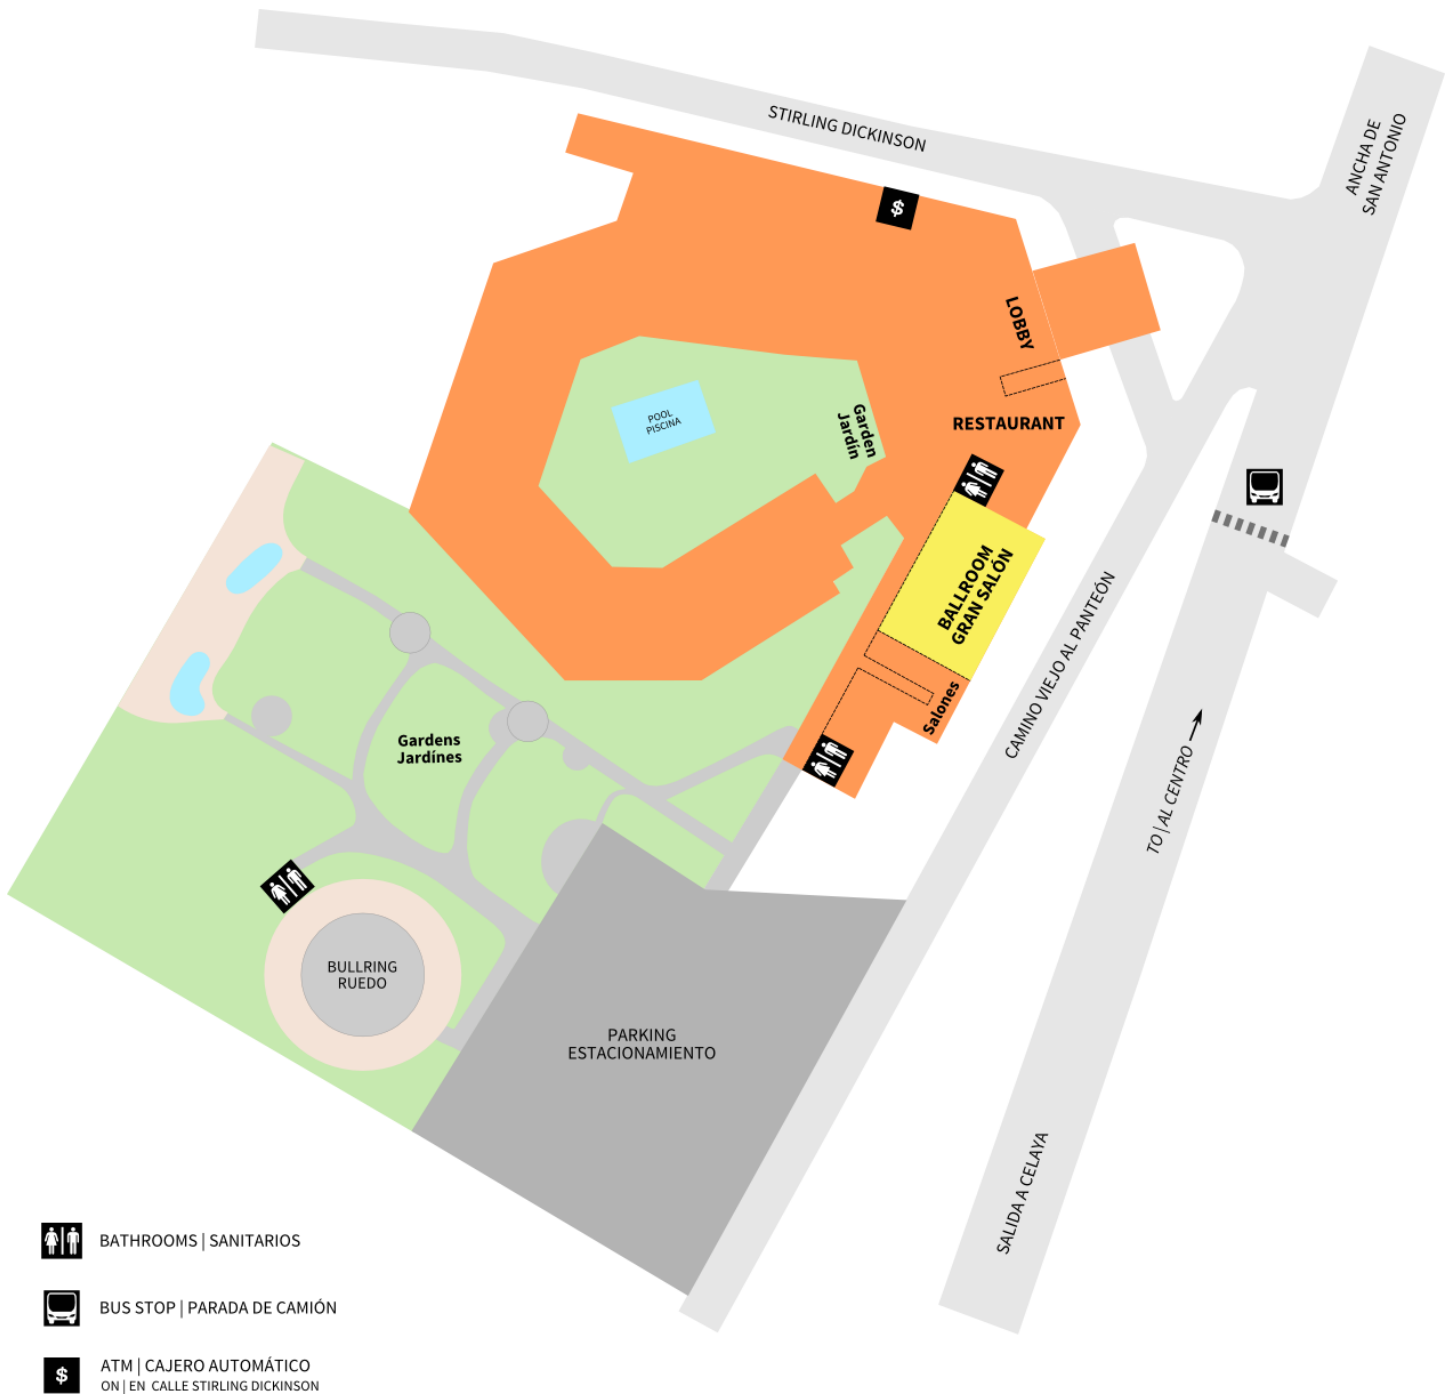 STIRLING DICKINSON
ANCHA DE
SAN ANTONIO
$
LOBBY
POOL
PISCINA
Garden
Jardín
RESTAURANT
BALLROOM
GRAN SALÓN
CAMINO VIEJO AL PANTEÓN
Salones
Gardens
Jardínes
TO | AL CENTRO
BULLRING
RUEDO
PARKING
ESTACIONAMIENTO
SALIDA A CELAYA
BATHROOMS | SANITARIOS
BUS STOP | PARADA DE CAMIÓN
$
ATM | CAJERO AUTOMÁTICO
ON | EN CALLE STIRLING DICKINSON